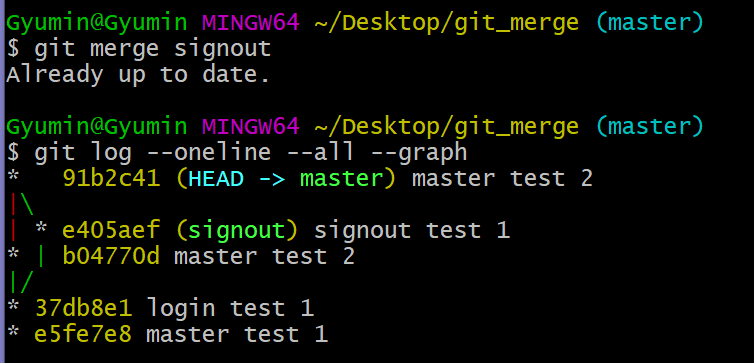 Gyumin@Gyumin MINGW64 ~/Desktop/git_merge (master)
$ git merge signout
Already up to date.

Gyumin@Gyumin MINGW64 ~/Desktop/git_merge (master)
$ git log --oneline --all --graph
*   91b2c41 (HEAD -> master) master test 2
|\
| * e405aef (signout) signout test 1
* | b04770d master test 2
|/
* 37db8e1 login test 1
* e5fe7e8 master test 1